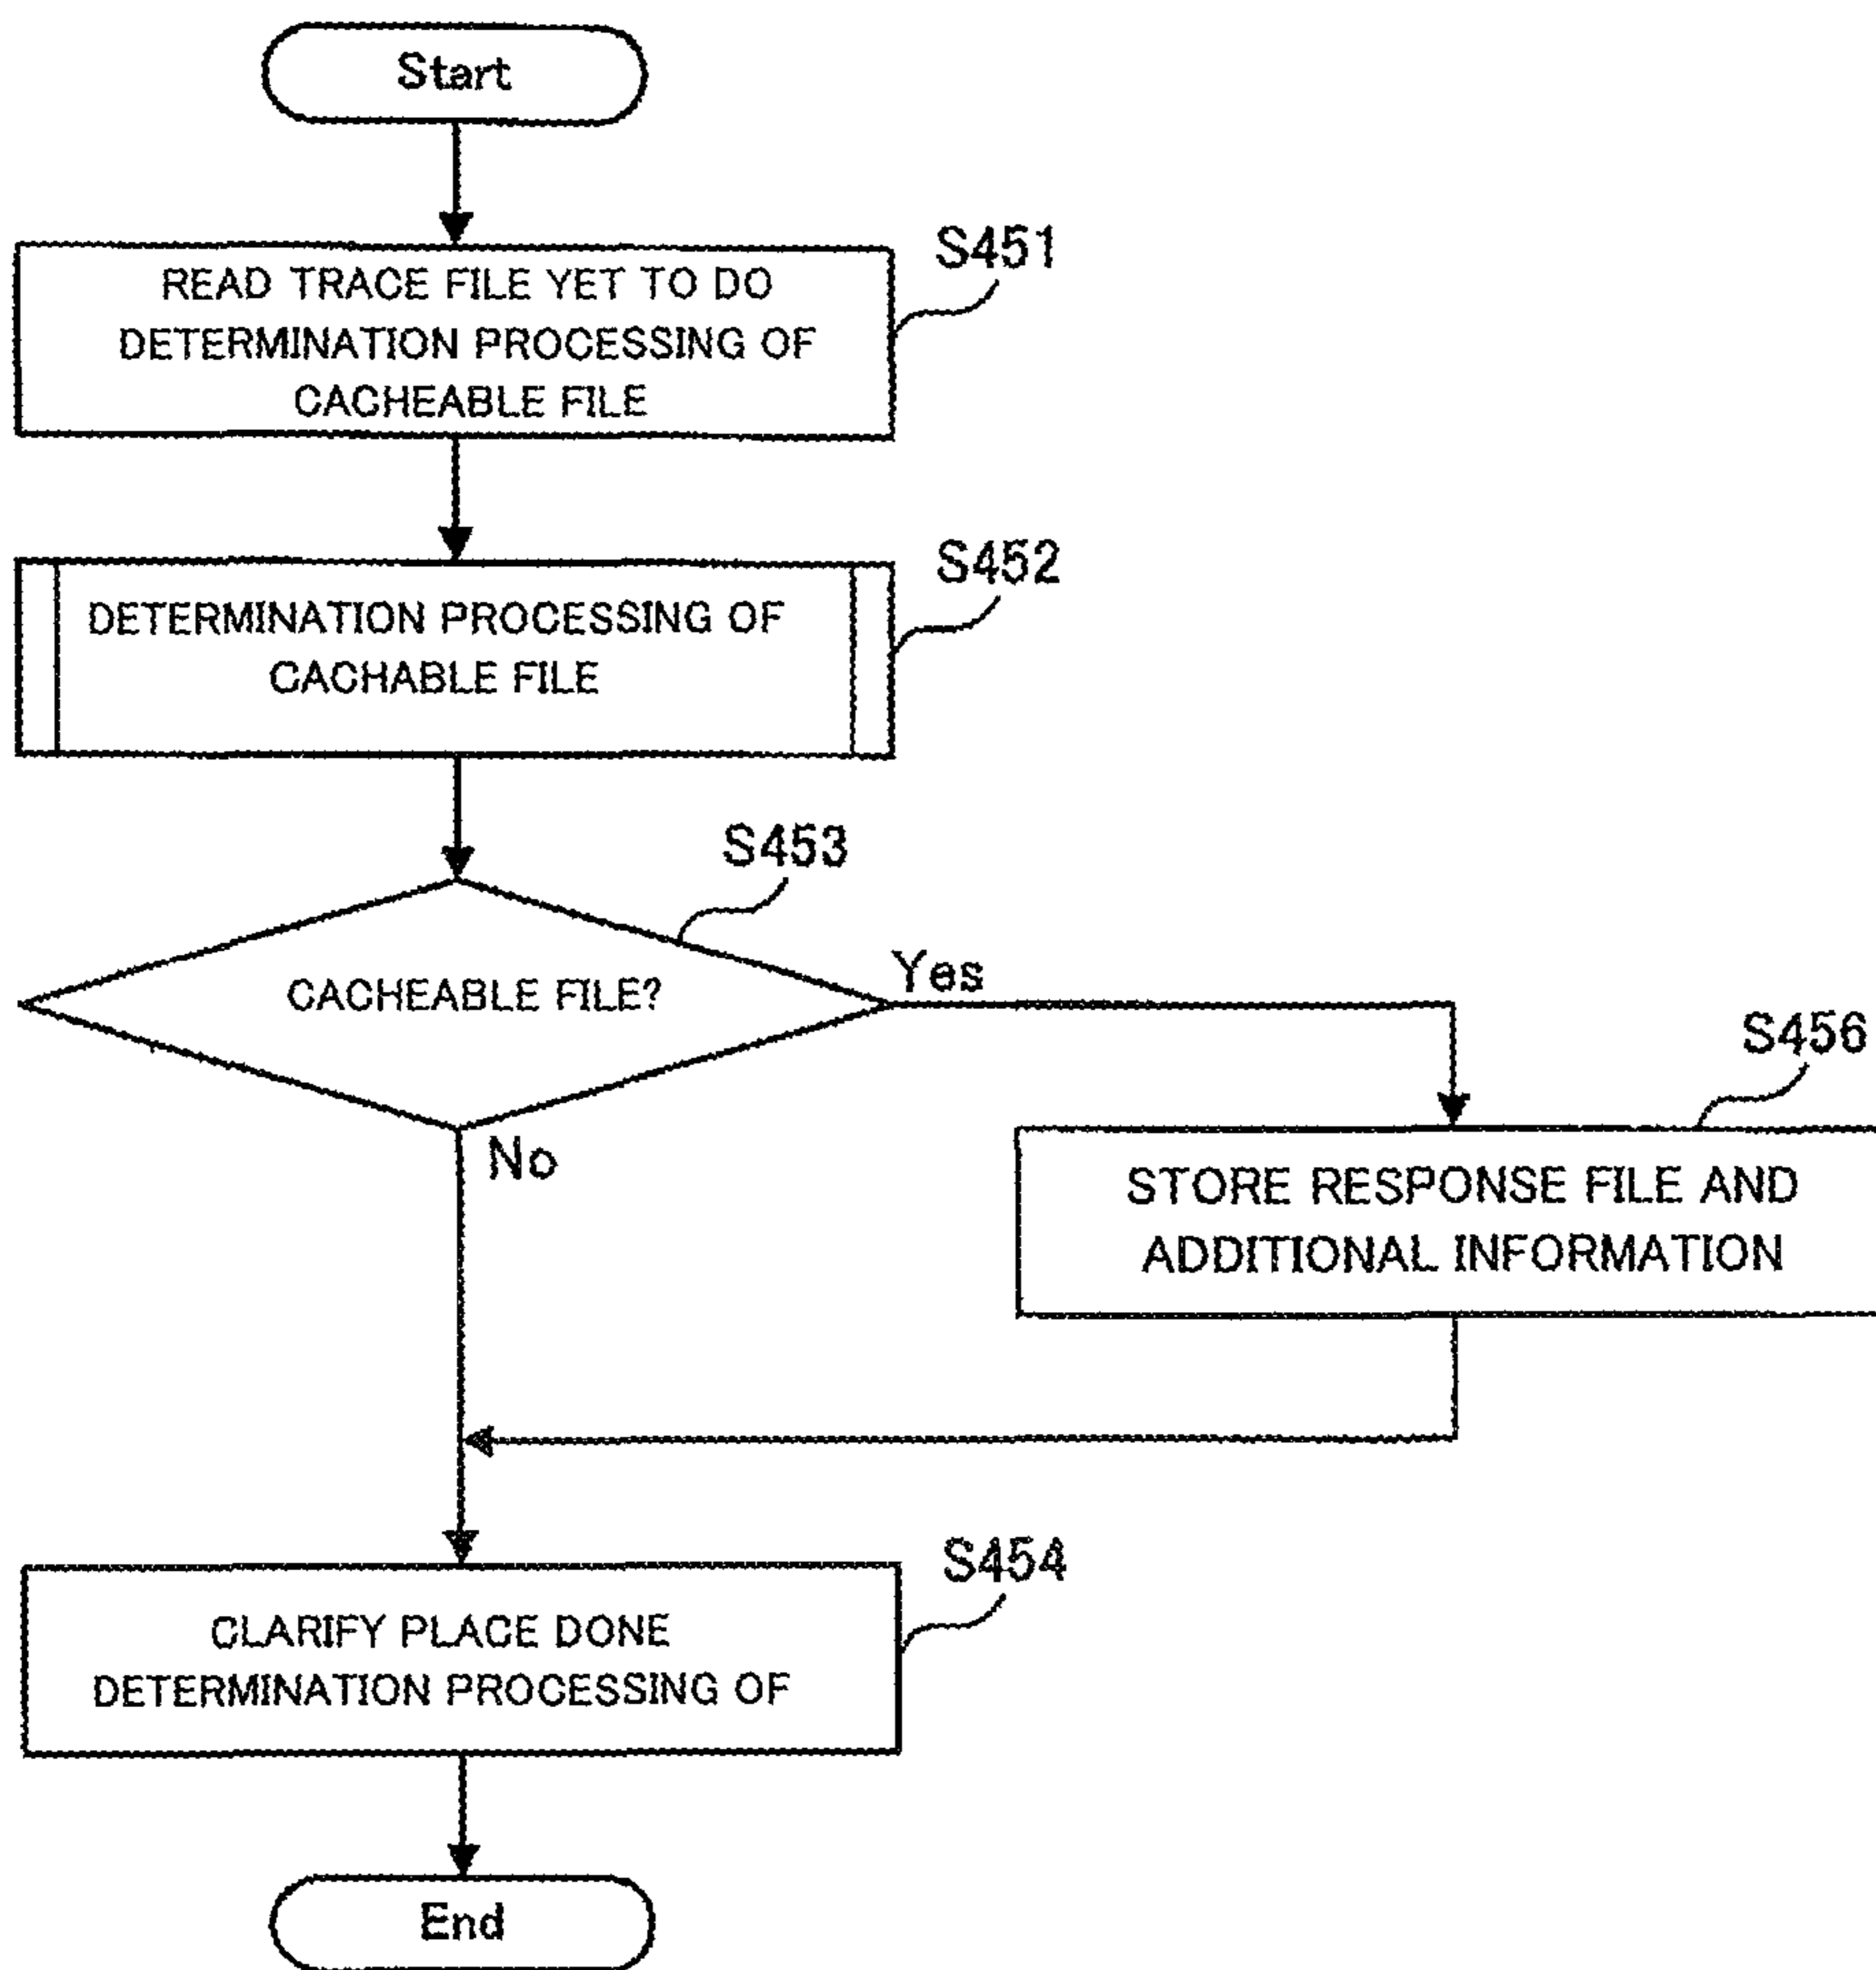 Start
S451
READ TRACE FILE YET TO DO
DETERMINATION PROCESSING OF
CACHEABLE FILE
S452
DETERMINATION PROCESSING OF
CACHABLE FILE
S453
CACHEABLE FILE?
Yes
No
S456
STORE RESPONSE FILE AND
ADDITIONAL INFORMATION
S454
CLARIFY PLACE DONE
DETERMINATION PROCESSING OF
End